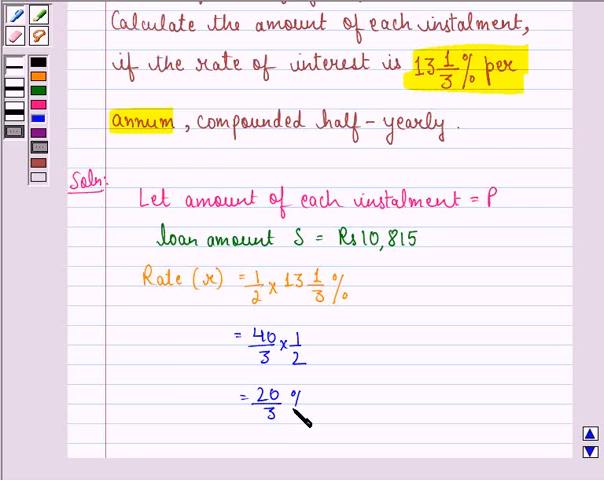 Calculate the amount of each instalment,
if the rate of interest is 13 1/3 % per
annum, compounded half-yearly.
Soln:
Let amount of each instalment = P
loan amount S = Rs 10,815
Rate (r) = 1/2 × 13 1/3 %
= 40/3 × 1/2
= 20/3 %